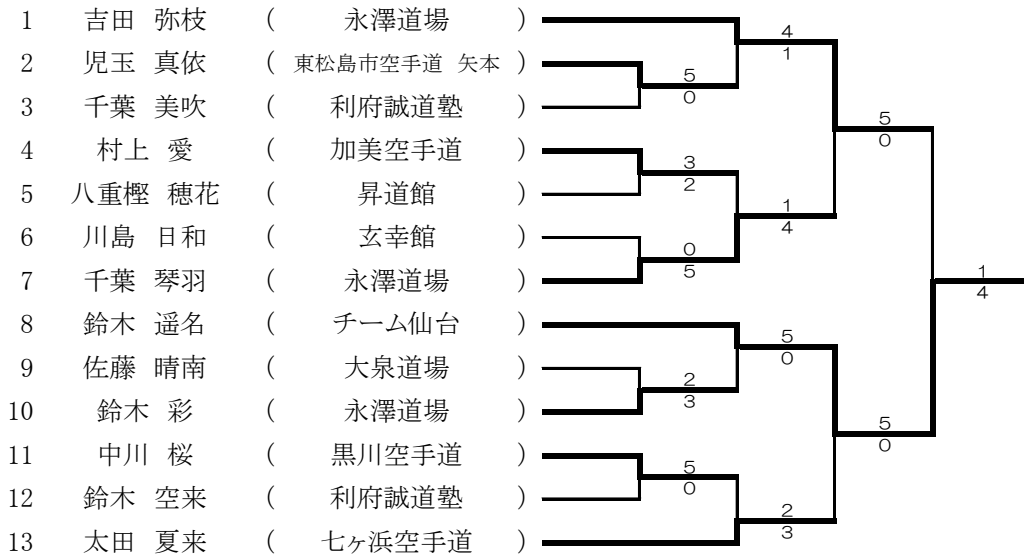 1 吉田 弥枝 ( 永澤道場 )
2 児玉 真依 ( 東松島市空手道 矢本 )
3 千葉 美吹 ( 利府誠道塾 )
4 村上 愛 ( 加美空手道 )
5 八重樫 穂花 ( 昇道館 )
6 川島 日和 ( 玄幸館 )
7 千葉 琴羽 ( 永澤道場 )
8 鈴木 遥名 ( チーム仙台 )
9 佐藤 晴南 ( 大泉道場 )
10 鈴木 彩 ( 永澤道場 )
11 中川 桜 ( 黒川空手道 )
12 鈴木 空来 ( 利府誠道塾 )
13 太田 夏来 ( 七ヶ浜空手道 )
5
0
3
2
0
5
2
3
5
0
4
1
1
4
5
0
2
3
5
0
5
0
1
4